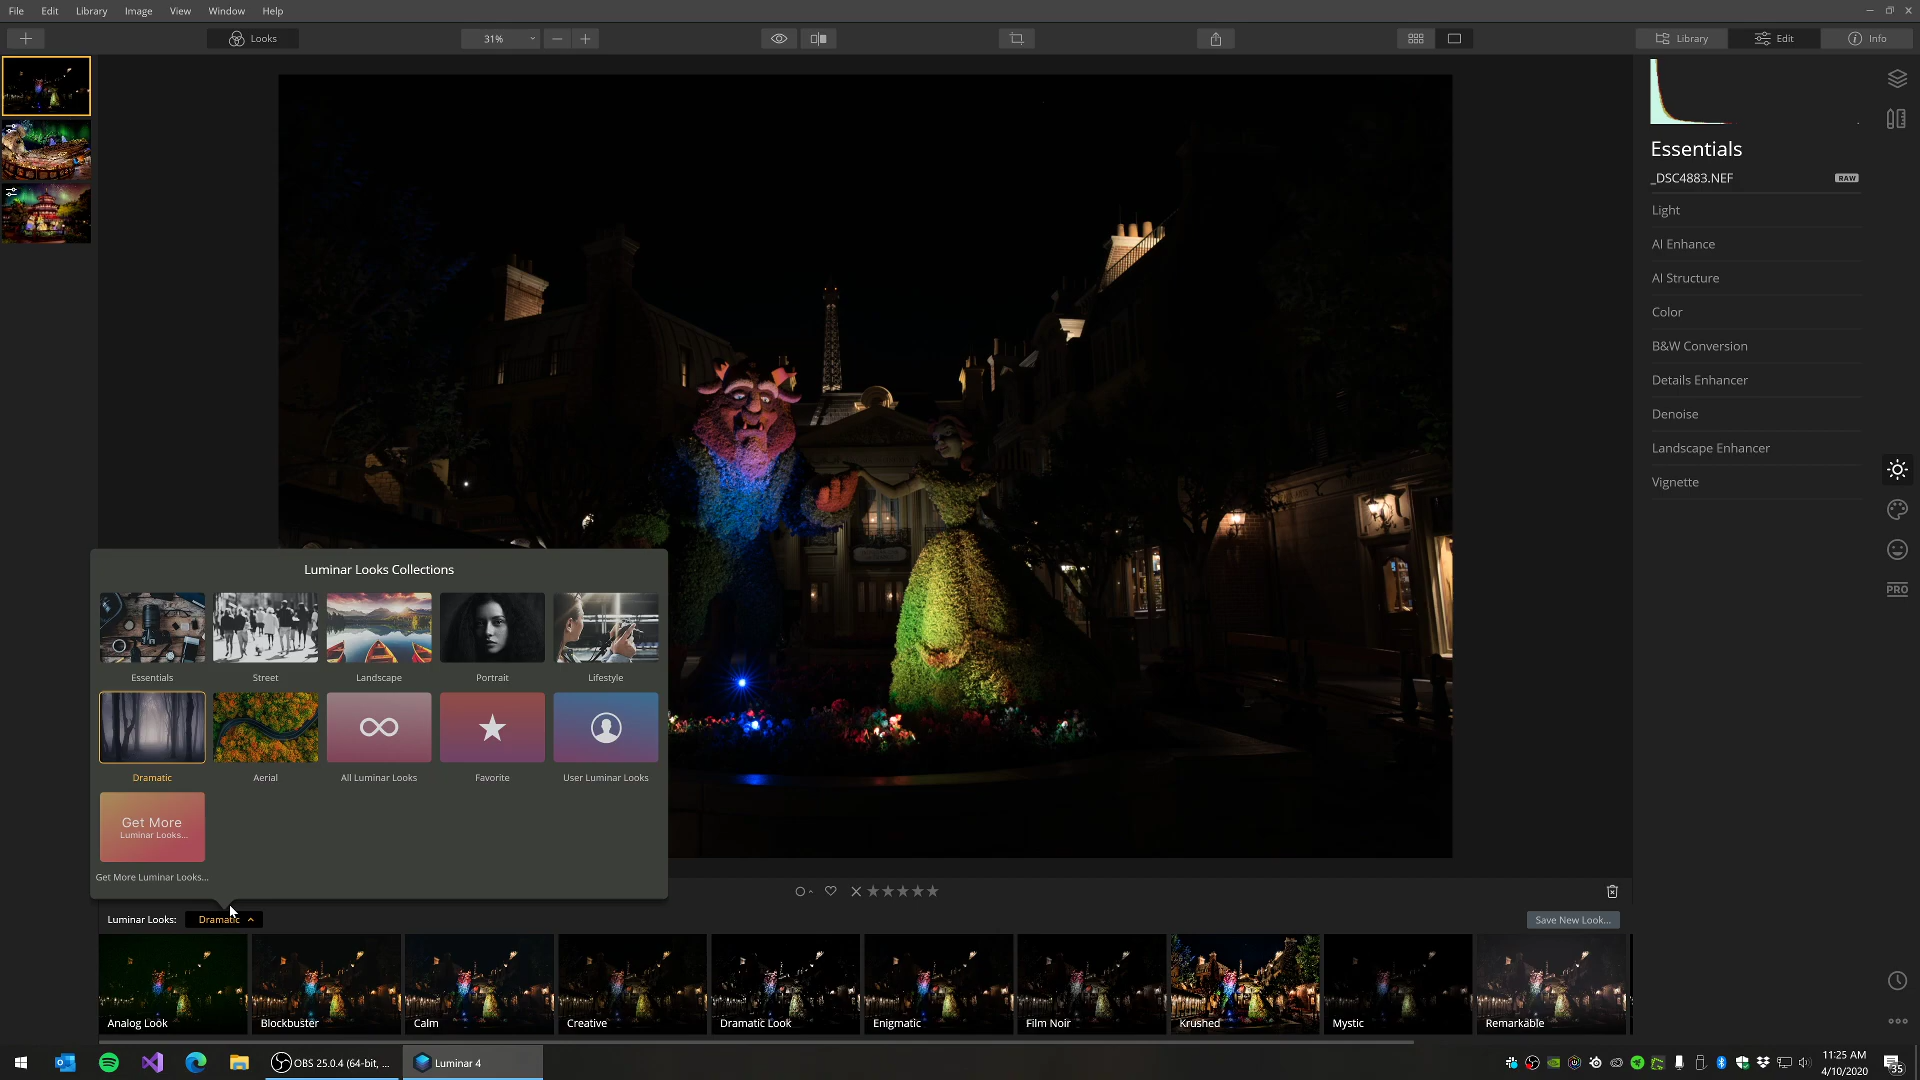 File Edit Library Image View Window Help
Looks 31% Library Edit Info
Essentials
_DSC4883.NEF RAW
Light
AI Enhance
AI Structure
Color
B&W Conversion
Details Enhancer
Denoise
Landscape Enhancer
Vignette
PRO
Luminar Looks Collections
Essentials Street Landscape Portrait Lifestyle
Dramatic Aerial All Luminar Looks Favorite User Luminar Looks
Get More
Luminar Looks...
Get More Luminar Looks...
Luminar Looks: Dramatic Save New Look...
Analog Look Blockbuster Calm Creative Dramatic Look Enigmatic Film Noir Krushed Mystic Remarkable
OBS 25.0.4 (64-bit, ... Luminar 4
11:25 AM
4/10/2020
35